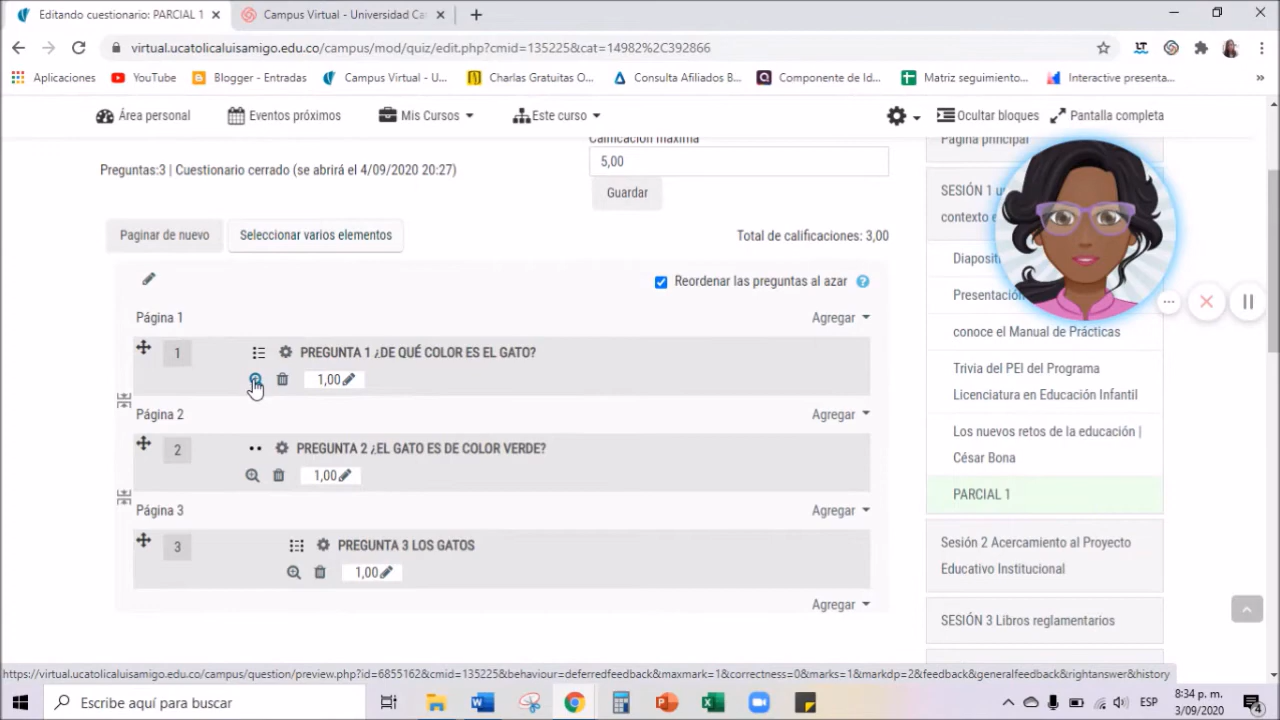 Editando cuestionario: PARCIAL 1
Campus Virtual - Universidad Ca
virtual.ucatolicaluisamigo.edu.co/campus/mod/quiz/edit.php?cmid=135225&cat=14982%2C392866
Aplicaciones
YouTube
Blogger - Entradas
Campus Virtual - U...
Charlas Gratuitas O...
Consulta Afiliados B...
Componente de Id...
Matriz seguimiento...
Interactive presenta...
»
Área personal
Eventos próximos
Mis Cursos
Este curso
Ocultar bloques
Pantalla completa
Calificación máxima
Preguntas:3 | Cuestionario cerrado (se abrirá el 4/09/2020 20:27)
5,00
Guardar
Paginar de nuevo
Seleccionar varios elementos
Total de calificaciones: 3,00
Reordenar las preguntas al azar
Página 1
Agregar
1
PREGUNTA 1 ¿DE QUÉ COLOR ES EL GATO?
1,00
Página 2
Agregar
2
PREGUNTA 2 ¿EL GATO ES DE COLOR VERDE?
1,00
Página 3
Agregar
3
PREGUNTA 3 LOS GATOS
1,00
Agregar
Página principal
SESIÓN 1 u
contexto e
Diapositi
Presentación
conoce el Manual de Prácticas
Trivia del PEI del Programa
Licenciatura en Educación Infantil
Los nuevos retos de la educación |
César Bona
PARCIAL 1
Sesión 2 Acercamiento al Proyecto
Educativo Institucional
SESIÓN 3 Libros reglamentarios
https://virtual.ucatolicaluisamigo.edu.co/campus/question/preview.php?id=6855162&cmid=135225&behaviour=deferredfeedback&maxmark=1&correctness=0&marks=1&markdp=2&feedback&generalfeedback&rightanswer&history
Escribe aquí para buscar
ESP
8:34 p. m.
3/09/2020
4